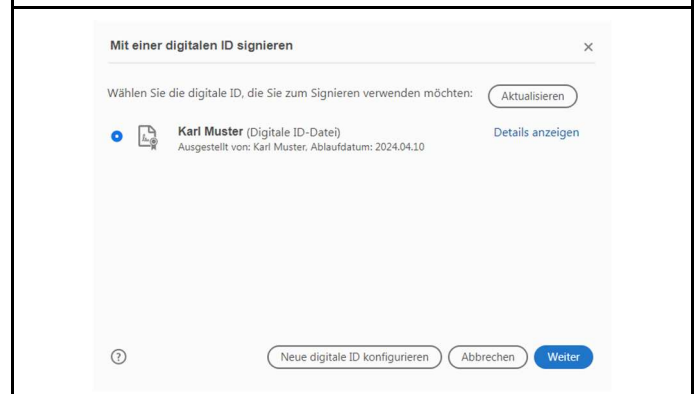 Mit einer digitalen ID signieren
Wählen Sie die digitale ID, die Sie zum Signieren verwenden möchten:
Aktualisieren
Karl Muster (Digitale ID-Datei)
Details anzeigen
Ausgestellt von: Karl Muster. Ablaufdatum: 2024.04.10
Neue digitale ID konfigurieren
Abbrechen
Weiter